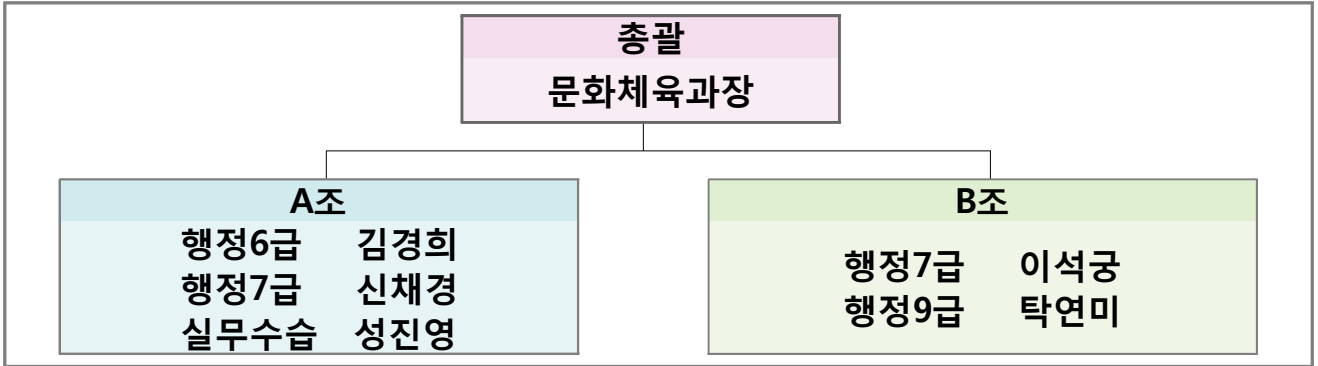 총괄
문화체육과장
A조
행정6급 김경희
행정7급 신채경
실무수습 성진영
B조
행정7급 이석궁
행정9급 탁연미